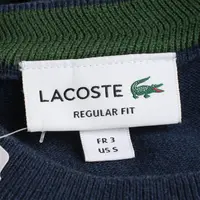 LACOSTE
REGULAR FIT
FR 3
US S